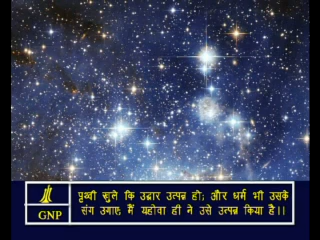 पृथ्वी खुले कि उद्धार उत्पन्न हो; और धर्म भी उसके
संग उगाए; मैं यहोवा ही ने उसे उत्पन्न किया है।।
GNP